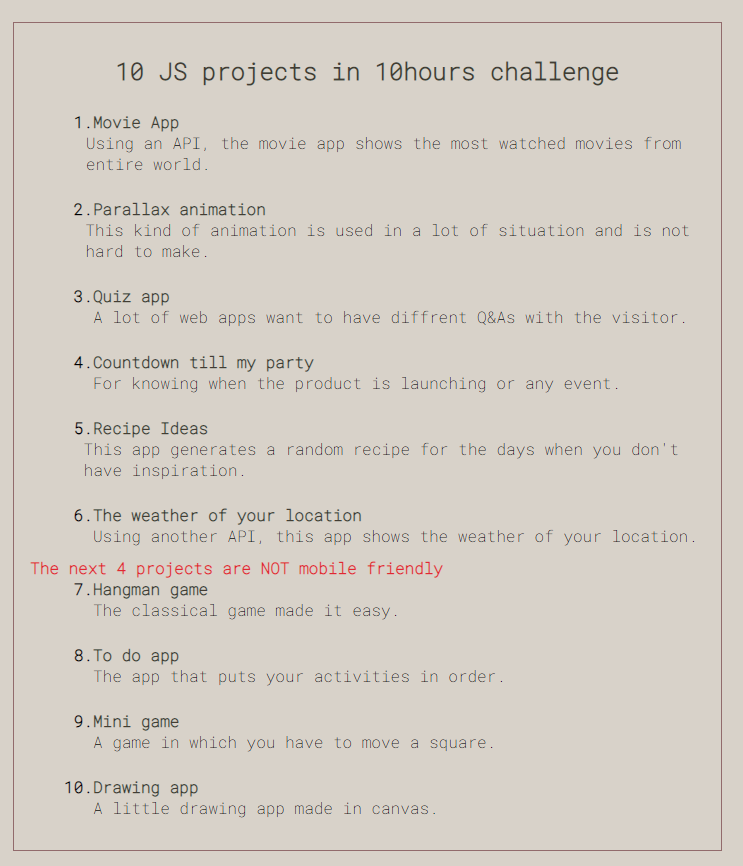 10 JS projects in 10hours challenge
1.Movie App
Using an API, the movie app shows the most watched movies from
entire world.
2.Parallax animation
This kind of animation is used in a lot of situation and is not
hard to make.
3.Quiz app
A lot of web apps want to have diffrent Q&As with the visitor.
4.Countdown till my party
For knowing when the product is launching or any event.
5.Recipe Ideas
This app generates a random recipe for the days when you don't
have inspiration.
6.The weather of your location
Using another API, this app shows the weather of your location.
The next 4 projects are NOT mobile friendly
7.Hangman game
The classical game made it easy.
8.To do app
The app that puts your activities in order.
9.Mini game
A game in which you have to move a square.
10.Drawing app
A little drawing app made in canvas.